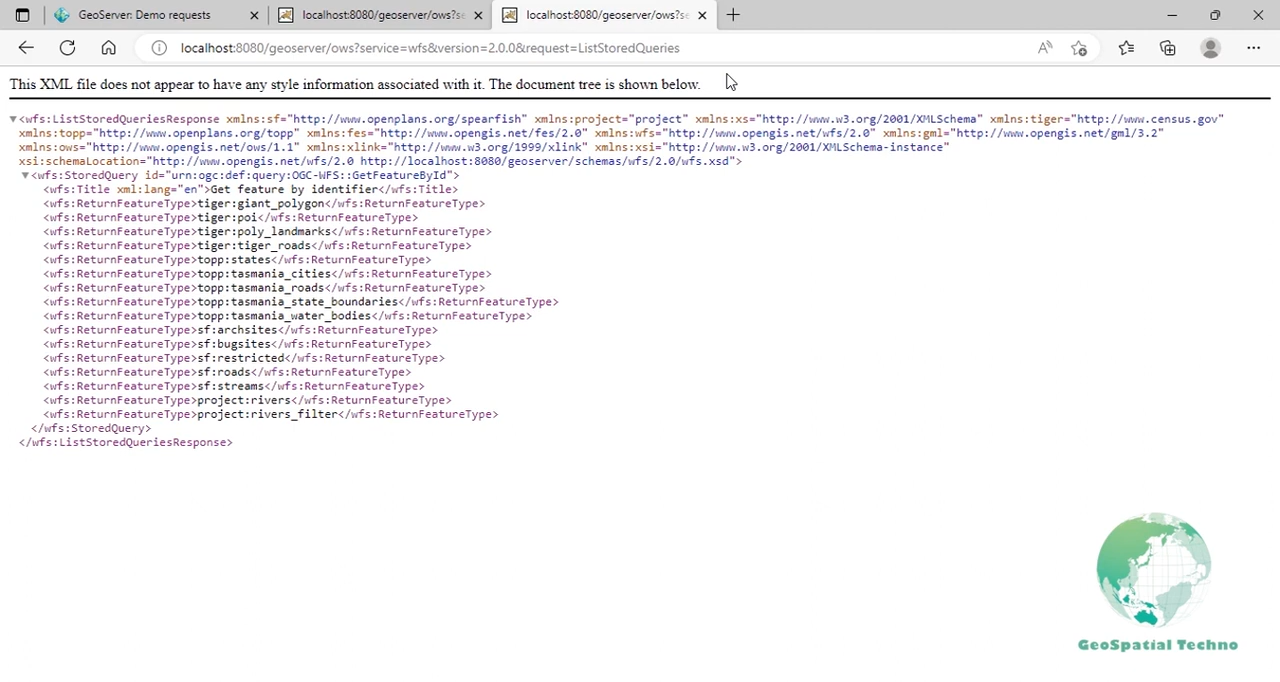 GeoServer: Demo requests
localhost:8080/geoserver/ows?se
localhost:8080/geoserver/ows?se
localhost:8080/geoserver/ows?service=wfs&version=2.0.0&request=ListStoredQueries
This XML file does not appear to have any style information associated with it. The document tree is shown below.
▼<wfs:ListStoredQueriesResponse xmlns:sf="http://www.openplans.org/spearfish" xmlns:project="project" xmlns:xs="http://www.w3.org/2001/XMLSchema" xmlns:tiger="http://www.census.gov"
xmlns:topp="http://www.openplans.org/topp" xmlns:fes="http://www.opengis.net/fes/2.0" xmlns:wfs="http://www.opengis.net/wfs/2.0" xmlns:gml="http://www.opengis.net/gml/3.2"
xmlns:ows="http://www.opengis.net/ows/1.1" xmlns:xlink="http://www.w3.org/1999/xlink" xmlns:xsi="http://www.w3.org/2001/XMLSchema-instance"
xsi:schemaLocation="http://www.opengis.net/wfs/2.0 http://localhost:8080/geoserver/schemas/wfs/2.0/wfs.xsd">
▼<wfs:StoredQuery id="urn:ogc:def:query:OGC-WFS::GetFeatureById">
<wfs:Title xml:lang="en">Get feature by identifier</wfs:Title>
<wfs:ReturnFeatureType>tiger:giant_polygon</wfs:ReturnFeatureType>
<wfs:ReturnFeatureType>tiger:poi</wfs:ReturnFeatureType>
<wfs:ReturnFeatureType>tiger:poly_landmarks</wfs:ReturnFeatureType>
<wfs:ReturnFeatureType>tiger:tiger_roads</wfs:ReturnFeatureType>
<wfs:ReturnFeatureType>topp:states</wfs:ReturnFeatureType>
<wfs:ReturnFeatureType>topp:tasmania_cities</wfs:ReturnFeatureType>
<wfs:ReturnFeatureType>topp:tasmania_roads</wfs:ReturnFeatureType>
<wfs:ReturnFeatureType>topp:tasmania_state_boundaries</wfs:ReturnFeatureType>
<wfs:ReturnFeatureType>topp:tasmania_water_bodies</wfs:ReturnFeatureType>
<wfs:ReturnFeatureType>sf:archsites</wfs:ReturnFeatureType>
<wfs:ReturnFeatureType>sf:bugsites</wfs:ReturnFeatureType>
<wfs:ReturnFeatureType>sf:restricted</wfs:ReturnFeatureType>
<wfs:ReturnFeatureType>sf:roads</wfs:ReturnFeatureType>
<wfs:ReturnFeatureType>sf:streams</wfs:ReturnFeatureType>
<wfs:ReturnFeatureType>project:rivers</wfs:ReturnFeatureType>
<wfs:ReturnFeatureType>project:rivers_filter</wfs:ReturnFeatureType>
</wfs:StoredQuery>
</wfs:ListStoredQueriesResponse>
GeoSpatial Techno